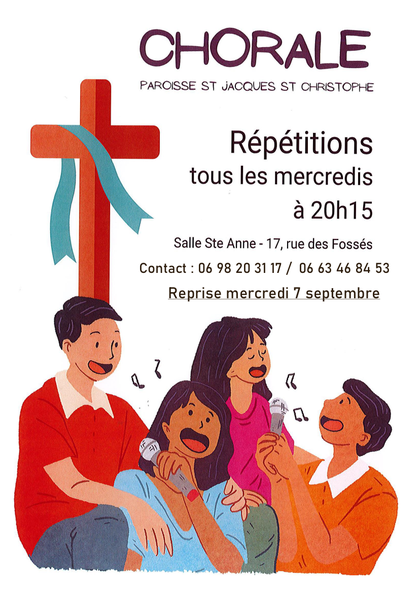 CHORALE
PAROISSE ST JACQUES ST CHRISTOPHE
Répétitions
tous les mercredis
à 20h15
Salle Ste Anne - 17, rue des Fossés
Contact : 06 98 20 31 17 / 06 63 46 84 53
Reprise mercredi 7 septembre